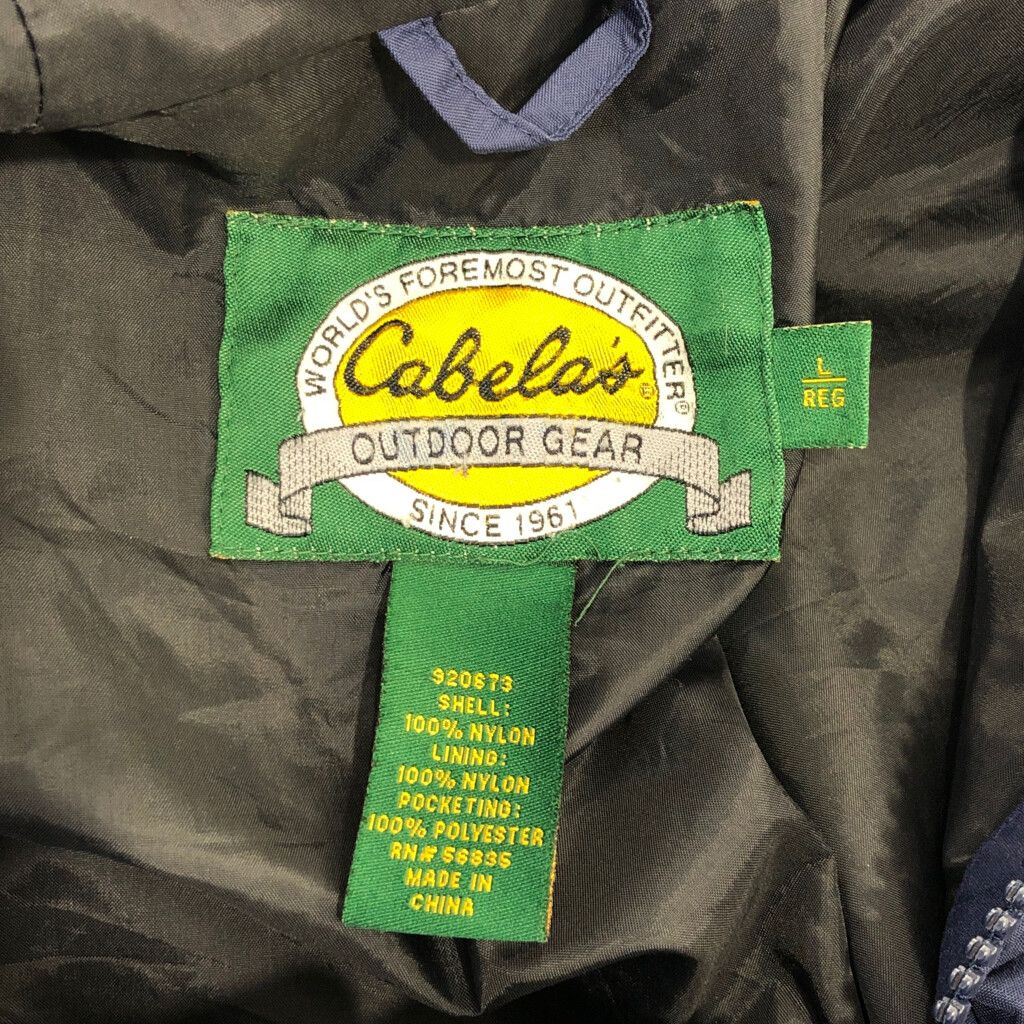 WORLD'S FOREMOST OUTFITTER®
Cabela's®
OUTDOOR GEAR
SINCE 1961
L
REG
920673
SHELL:
100% NYLON
LINING:
100% NYLON
POCKETING:
100% POLYESTER
RN# 56835
MADE IN
CHINA